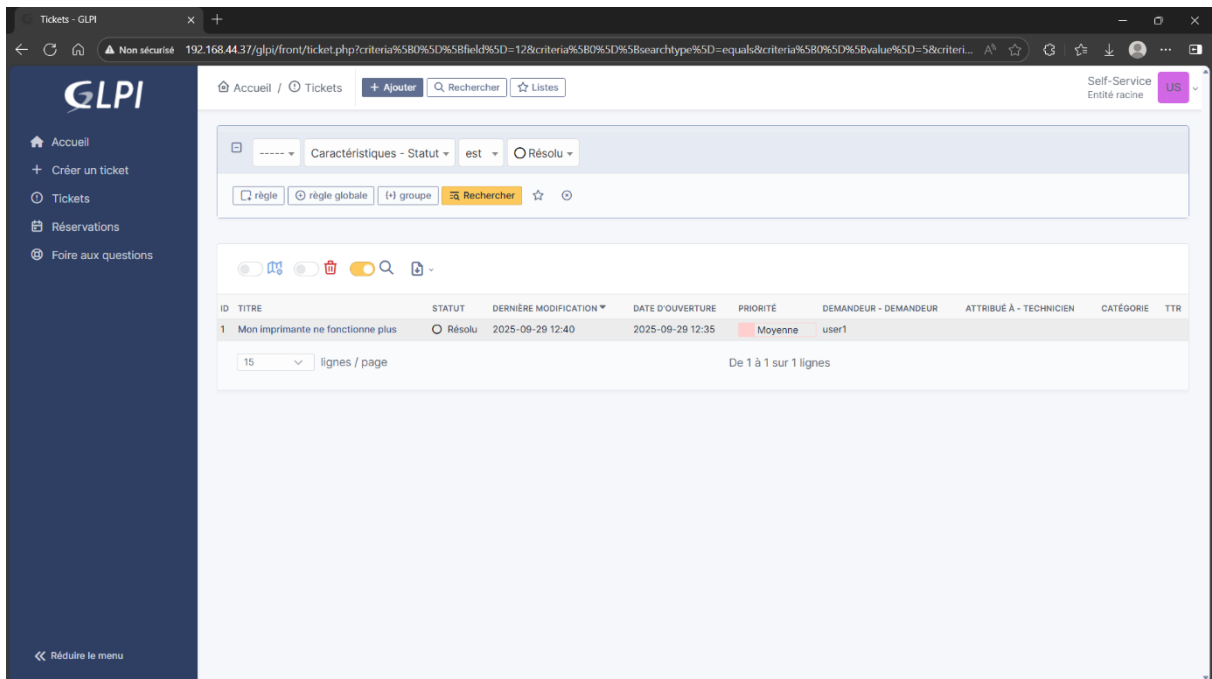 Tickets - GLPI
Non sécurisé 192.168.44.37/glpi/front/ticket.php?criteria%5B0%5D%5Bfield%5D=12&criteria%5B0%5D%5Bsearchtype%5D=equals&criteria%5B0%5D%5Bvalue%5D=5&criteri...
GLPI
Accueil / Tickets + Ajouter Rechercher Listes
Self-Service
Entité racine
US
Accueil
Créer un ticket
Tickets
Réservations
Foire aux questions
----- Caractéristiques - Statut est Résolu
règle règle globale groupe Rechercher
ID TITRE STATUT DERNIÈRE MODIFICATION DATE D'OUVERTURE PRIORITÉ DEMANDEUR - DEMANDEUR ATTRIBUÉ À - TECHNICIEN CATÉGORIE TTR
1 Mon imprimante ne fonctionne plus Résolu 2025-09-29 12:40 2025-09-29 12:35 Moyenne user1
15 lignes / page De 1 à 1 sur 1 lignes
Réduire le menu